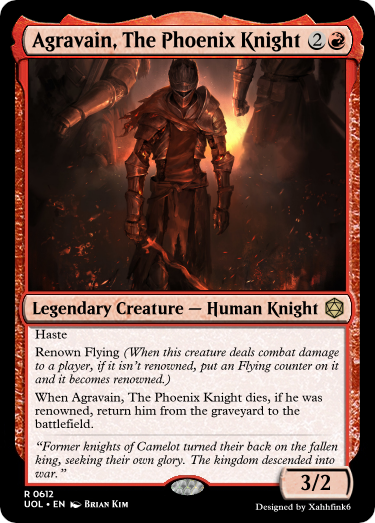 Agravain, The Phoenix Knight 2
Legendary Creature — Human Knight
Haste
Renown Flying (When this creature deals combat damage
to a player, if it isn't renowned, put an Flying counter on it
and it becomes renowned.)
When Agravain, The Phoenix Knight dies, if he
was renowned, return him from the graveyard to the
battlefield.
"Former knights of Camelot turned their back on the fallen
king, seeking their own glory. The kingdom descended into
war."
3/2
R 0612
UOL • EN Brian Kim
Designed by Xahhfink6